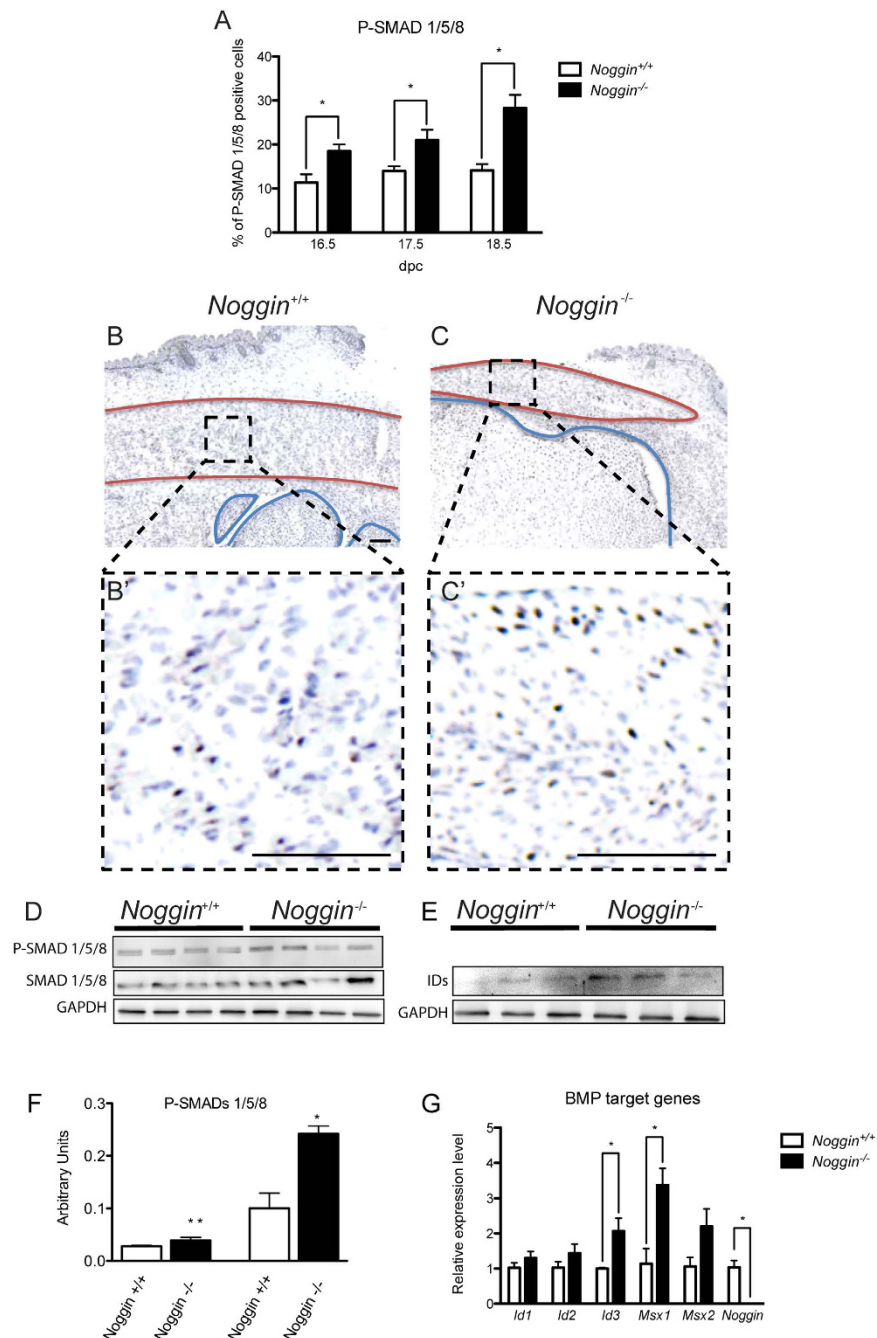 A
P-SMAD 1/5/8
% of P-SMAD 1/5/8 positive cells
40
30
20
10
0
*
*
*
Noggin+/+
Noggin-/-
16.5 17.5 18.5
dpc
Noggin+/+
Noggin-/-
B
C
B'
C'
D
Noggin+/+ Noggin-/-
P-SMAD 1/5/8
SMAD 1/5/8
GAPDH
E
Noggin+/+ Noggin-/-
IDs
GAPDH
F
P-SMADs 1/5/8
Arbitrary Units
0.3
0.2
0.1
0.0
* *
*
Noggin +/+
Noggin -/-
Noggin +/+
Noggin -/-
G
BMP target genes
Relative expression level
5
4
3
2
1
0
*
*
*
Noggin+/+
Noggin-/-
Id1 Id2 Id3 Msx1 Msx2 Noggin